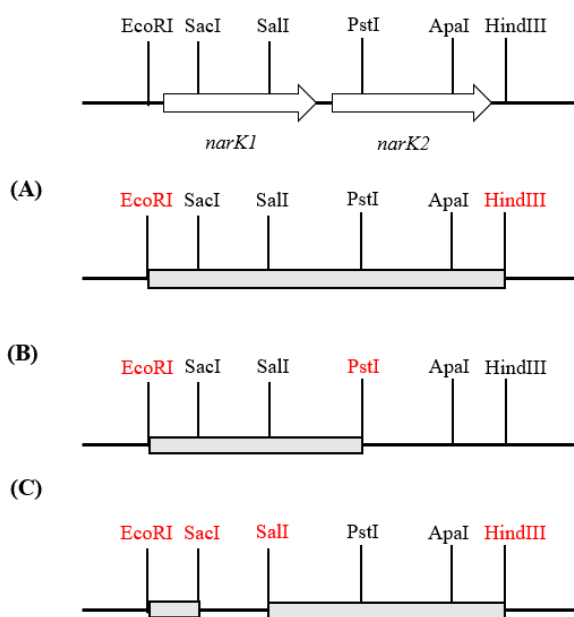 EcoRI SacI SalI PstI ApaI HindIII
narK1 narK2
(A)
EcoRI SacI SalI PstI ApaI HindIII
(B)
EcoRI SacI SalI PstI ApaI HindIII
(C)
EcoRI SacI SalI PstI ApaI HindIII